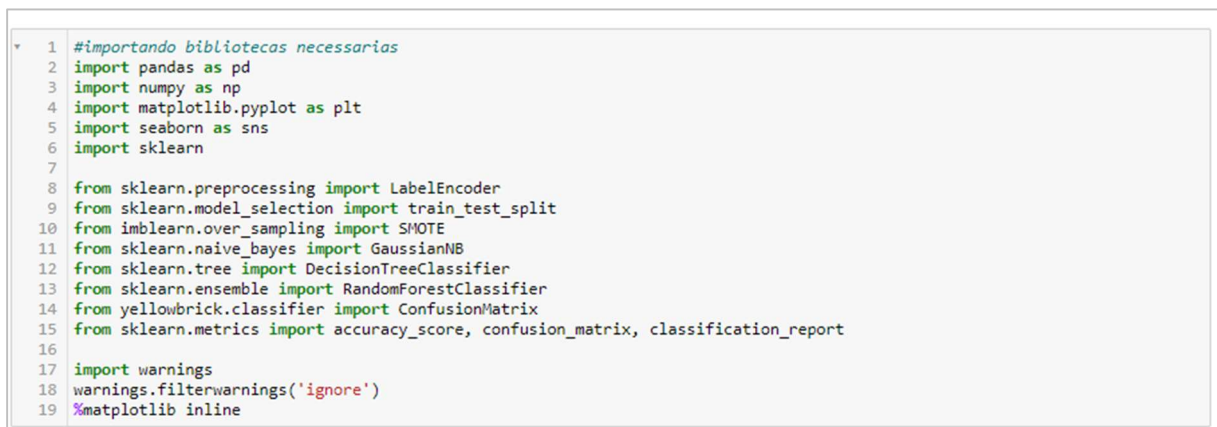 1 #importando bibliotecas necessarias
2 import pandas as pd
3 import numpy as np
4 import matplotlib.pyplot as plt
5 import seaborn as sns
6 import sklearn
7
8 from sklearn.preprocessing import LabelEncoder
9 from sklearn.model_selection import train_test_split
10 from imblearn.over_sampling import SMOTE
11 from sklearn.naive_bayes import GaussianNB
12 from sklearn.tree import DecisionTreeClassifier
13 from sklearn.ensemble import RandomForestClassifier
14 from yellowbrick.classifier import ConfusionMatrix
15 from sklearn.metrics import accuracy_score, confusion_matrix, classification_report
16
17 import warnings
18 warnings.filterwarnings('ignore')
19 %matplotlib inline